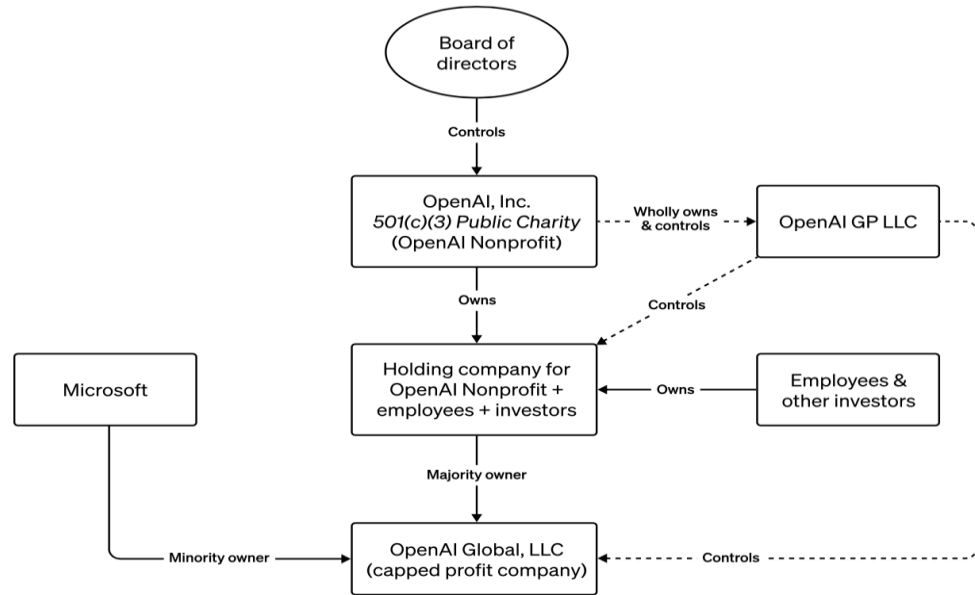 Board of
directors
Controls
OpenAI, Inc.
501(c)(3) Public Charity
(OpenAI Nonprofit)
Wholly owns
& controls
OpenAI GP LLC
Owns
Controls
Microsoft
Holding company for
OpenAI Nonprofit +
employees + investors
Owns
Employees &
other investors
Majority owner
Minority owner
OpenAI Global, LLC
(capped profit company)
Controls